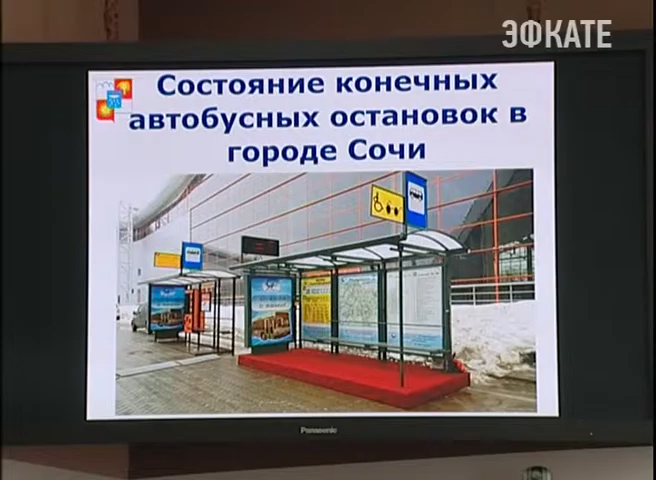 ЭФКАТЕ
Состояние конечных
автобусных остановок в
городе Сочи
Panasonic